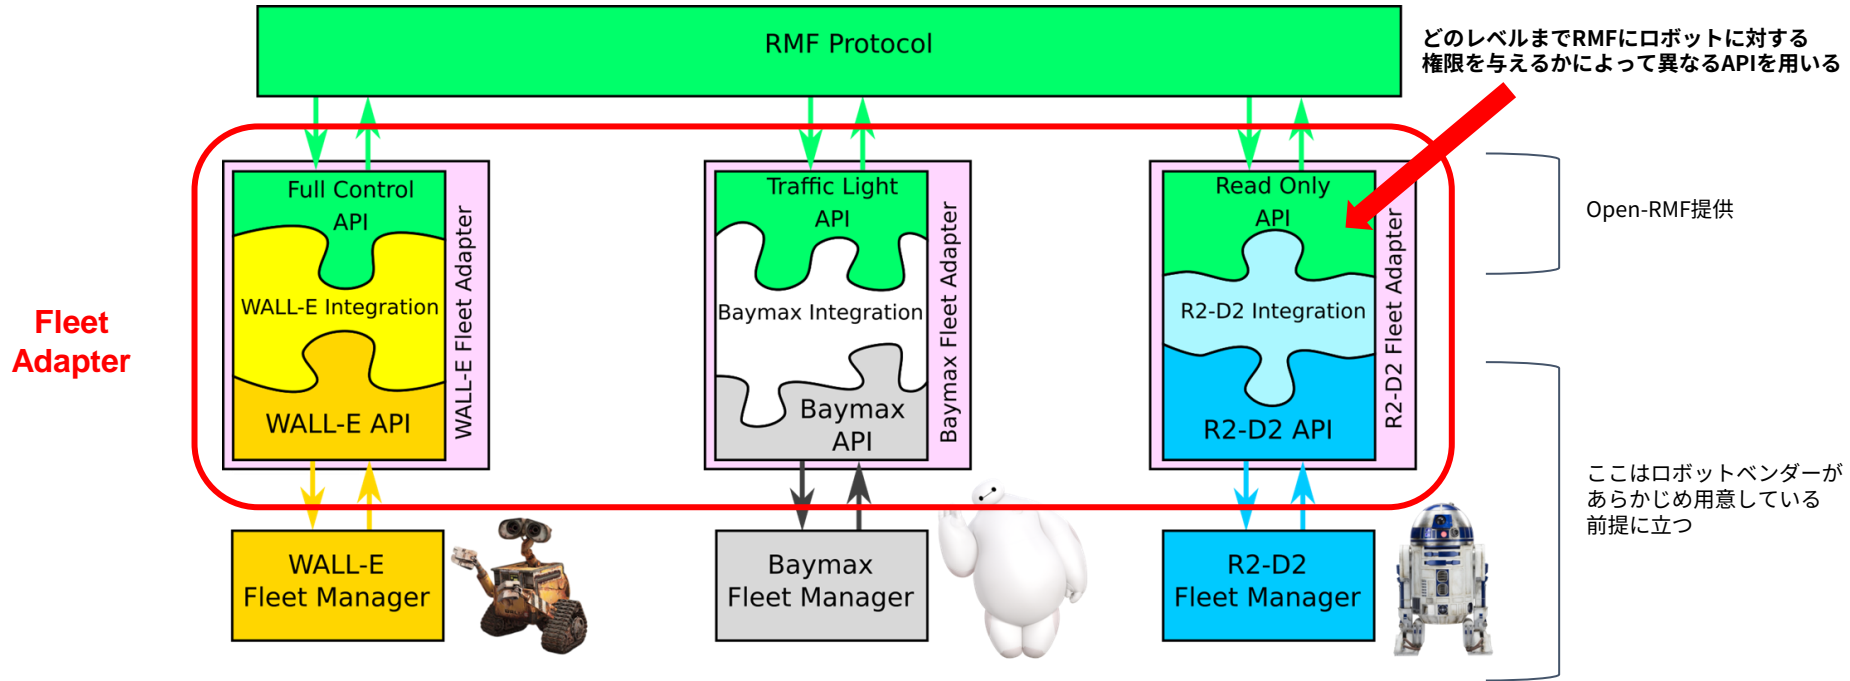 RMF Protocol
どのレベルまでRMFにロボットに対する
権限を与えるかによって異なるAPIを用いる
Full Control
API
WALL-E Integration
WALL-E API
WALL-E Fleet Adapter
Traffic Light
API
Baymax Integration
Baymax
API
Baymax Fleet Adapter
Read Only
API
R2-D2 Integration
R2-D2 API
R2-D2 Fleet Adapter
Open-RMF提供
Fleet
Adapter
ここはロボットベンダーが
あらかじめ用意している
前提に立つ
WALL-E
Fleet Manager
Baymax
Fleet Manager
R2-D2
Fleet Manager